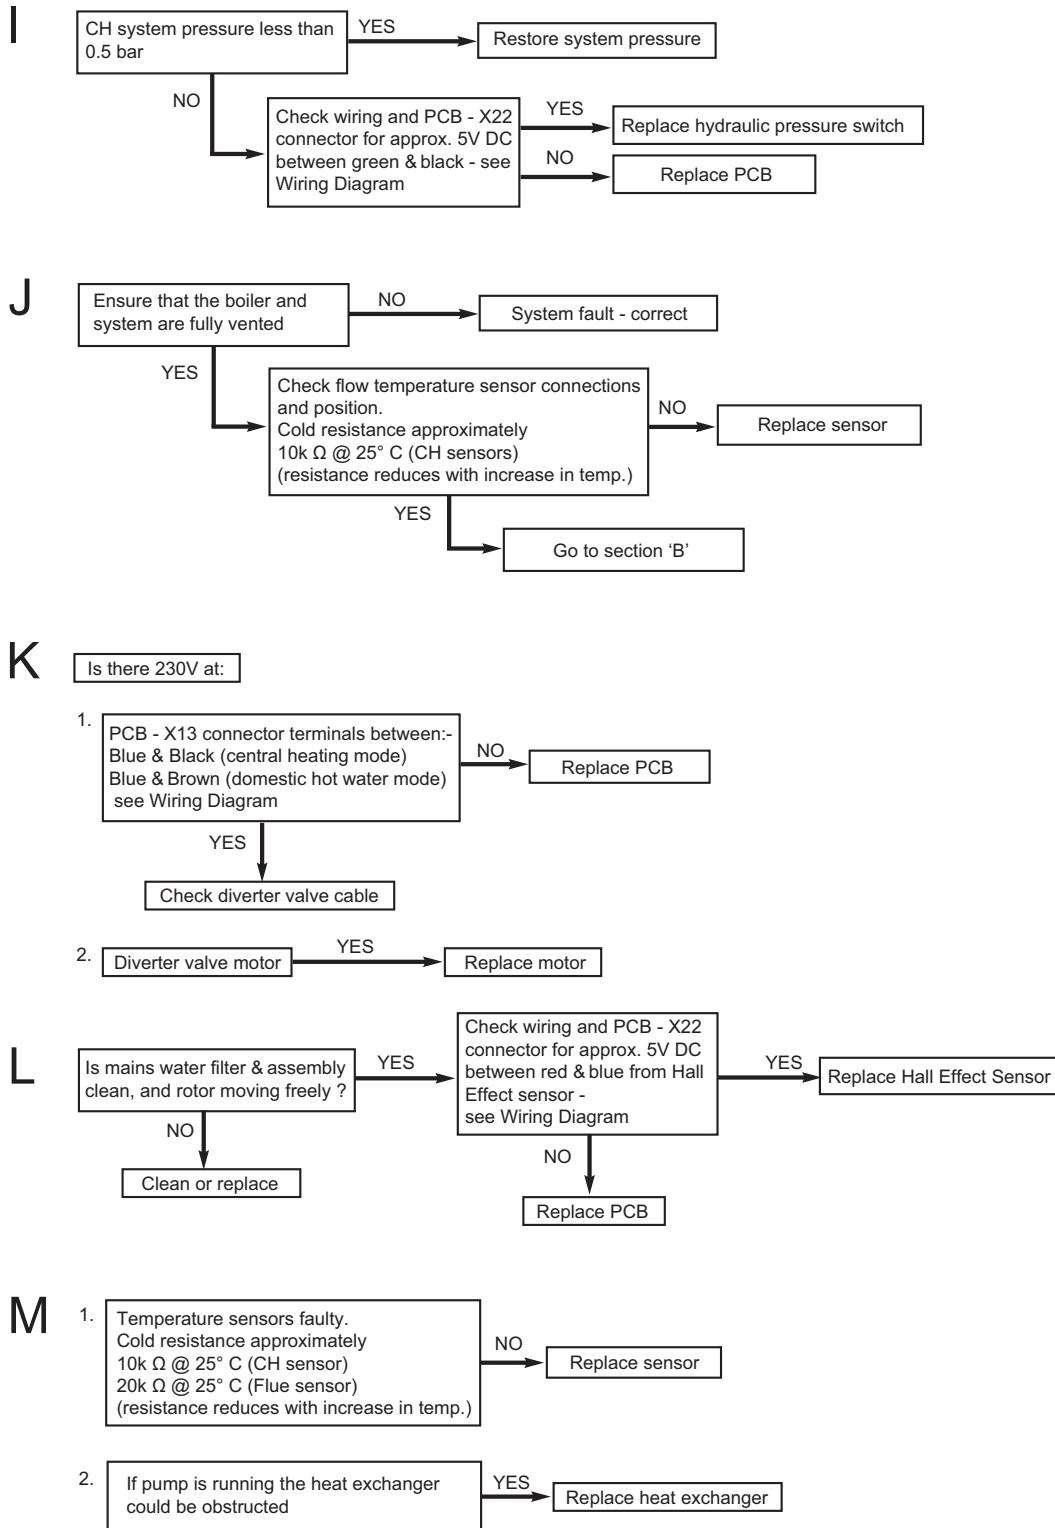 I
CH system pressure less than
0.5 bar
YES
Restore system pressure
NO
Check wiring and PCB - X22
connector for approx. 5V DC
between green & black - see
Wiring Diagram
YES
Replace hydraulic pressure switch
NO
Replace PCB
J
Ensure that the boiler and
system are fully vented
NO
System fault - correct
YES
Check flow temperature sensor connections
and position.
Cold resistance approximately
10k Ω @ 25° C (CH sensors)
(resistance reduces with increase in temp.)
NO
Replace sensor
YES
Go to section ‘B’
K
Is there 230V at:
1.
PCB - X13 connector terminals between:-
Blue & Black (central heating mode)
Blue & Brown (domestic hot water mode)
see Wiring Diagram
NO
Replace PCB
YES
Check diverter valve cable
2.
Diverter valve motor
YES
Replace motor
L
Is mains water filter & assembly
clean, and rotor moving freely ?
YES
Check wiring and PCB - X22
connector for approx. 5V DC
between red & blue from Hall
Effect sensor -
see Wiring Diagram
YES
Replace Hall Effect Sensor
NO
Clean or replace
NO
Replace PCB
M
1.
Temperature sensors faulty.
Cold resistance approximately
10k Ω @ 25° C (CH sensor)
20k Ω @ 25° C (Flue sensor)
(resistance reduces with increase in temp.)
NO
Replace sensor
2.
If pump is running the heat exchanger
could be obstructed
YES
Replace heat exchanger